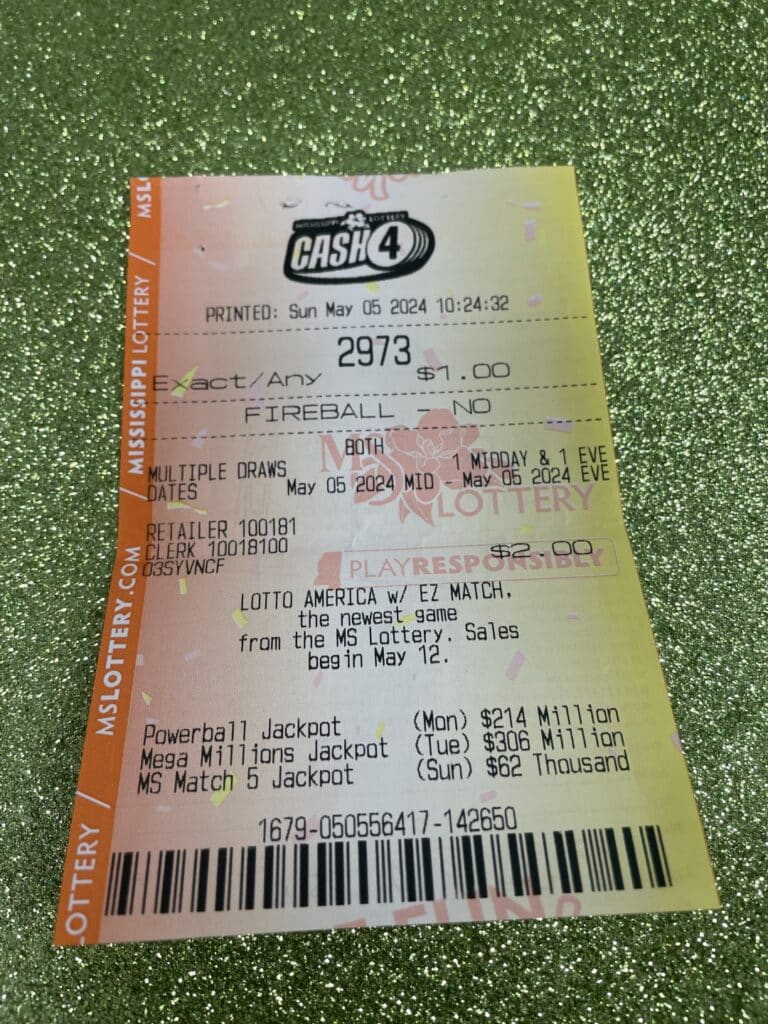 MISSISSIPPI LOTTERY
CASH 4
PRINTED: Sun May 05 2024 10:24:32
2973
Exact/Any $1.00
FIREBALL - NO
BOTH
MULTIPLE DRAWS 1 MIDDAY & 1 EVE
DATES May 05 2024 MID - May 05 2024 EVE
LOTTERY
RETAILER 100181
CLERK 10018100
03SYVNCF
$2.00
PLAYRESPONSIBLY
LOTTO AMERICA w/ EZ MATCH.
the newest game
from the MS Lottery. Sales
begin May 12.
Powerball Jackpot (Mon) $214 Million
Mega Millions Jackpot (Tue) $306 Million
MS Match 5 Jackpot (Sun) $62 Thousand
1679-050556417-142650
FUN
MSL
MISSISSIPPI LOTTERY /
MSLOTTERY.COM /
LOTTERY /